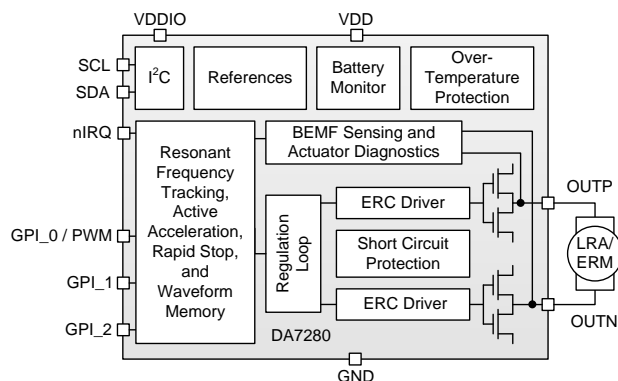 VDDIO
VDD
SCL
SDA
I²C
References
Battery
Monitor
Over-
Temperature
Protection
nIRQ
GPI_0 / PWM
GPI_1
GPI_2
Resonant
Frequency
Tracking,
Active
Acceleration,
Rapid Stop,
and
Waveform
Memory
BEMF Sensing and
Actuator Diagnostics
Regulation
Loop
ERC Driver
Short Circuit
Protection
ERC Driver
DA7280
OUTP
LRA/
ERM
OUTN
GND